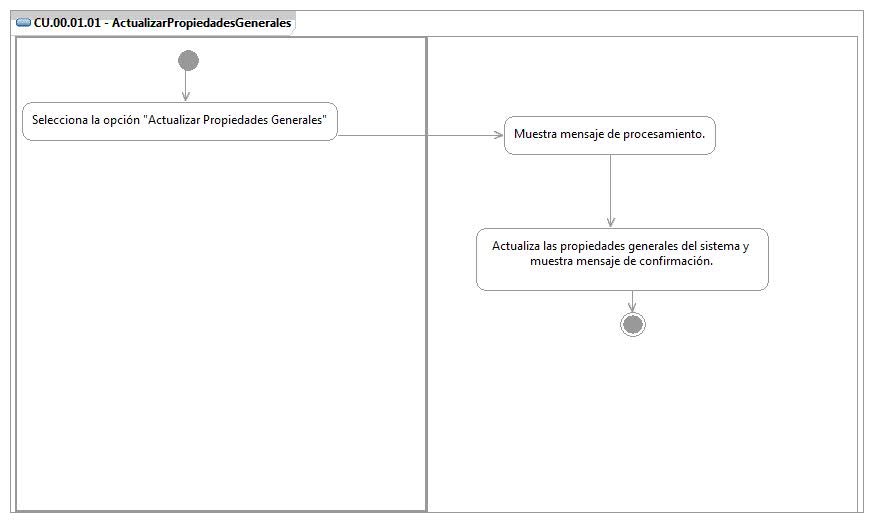 CU.00.01.01 - ActualizarPropiedadesGenerales
Selecciona la opción "Actualizar Propiedades Generales"
Muestra mensaje de procesamiento.
Actualiza las propiedades generales del sistema y
muestra mensaje de confirmación.